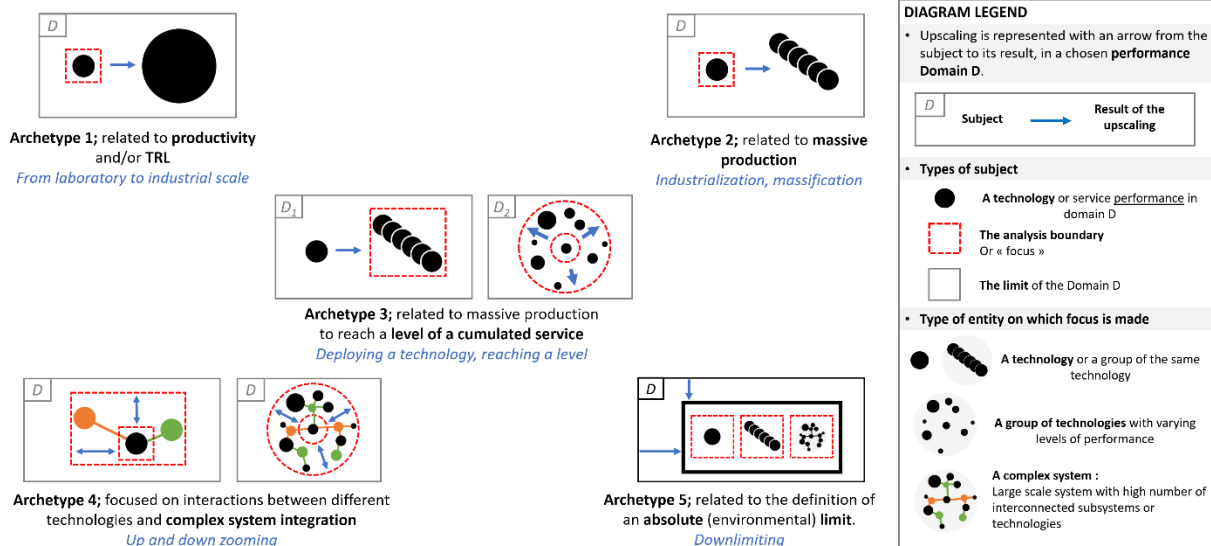 D
Archetype 1; related to productivity
and/or TRL
From laboratory to industrial scale
D
Archetype 2; related to massive
production
Industrialization, massification
D1
D2
Archetype 3; related to massive production
to reach a level of a cumulated service
Deploying a technology, reaching a level
D
D
Archetype 4; focused on interactions between different
technologies and complex system integration
Up and down zooming
D
Archetype 5; related to the definition of
an absolute (environmental) limit.
Downlimiting
DIAGRAM LEGEND
• Upscaling is represented with an arrow from the
subject to its result, in a chosen performance
Domain D.
D
Subject
Result of the
upscaling
• Types of subject
A technology or service performance in
domain D
The analysis boundary
Or « focus »
The limit of the Domain D
• Type of entity on which focus is made
A technology or a group of the same
technology
A group of technologies with varying
levels of performance
A complex system :
Large scale system with high number of
interconnected subsystems or
technologies